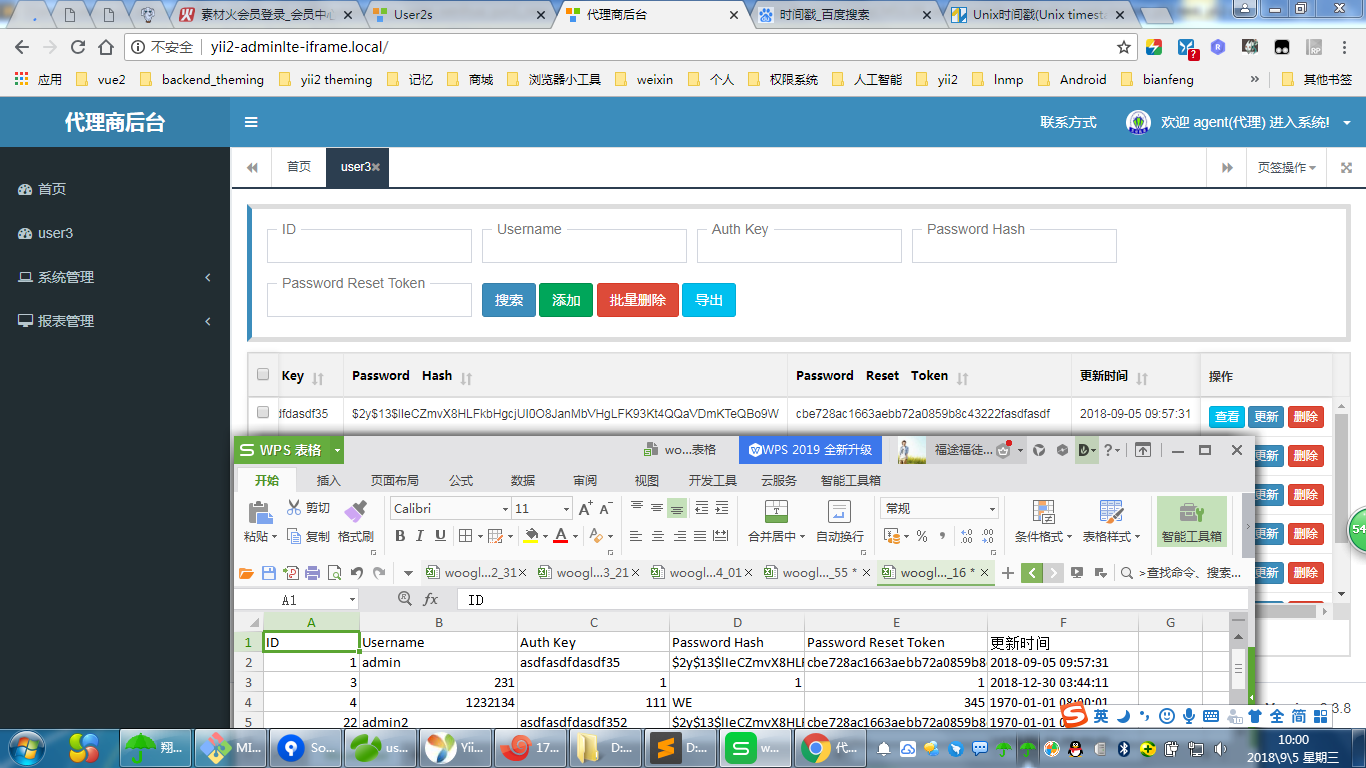 素材火会员登录_会员中心 User2s 代理商后台 时间戳_百度搜索 Unix时间戳(Unix timest
不安全 yii2-adminlte-iframe.local/
应用 vue2 backend_theming yii2 theming 记忆 商城 浏览器小工具 weixin 个人 权限系统 人工智能 yii2 lnmp Android bianfeng » 其他书签
代理商后台 联系方式 欢迎 agent(代理) 进入系统!
首页 user3 页签操作
首页
user3
系统管理
报表管理
ID Username Auth Key Password Hash
Password Reset Token 搜索 添加 批量删除 导出
Key Password Hash Password Reset Token 更新时间 操作
dfdasdf35 $2y$13$lIeCZmvX8HLFkbHgcjUI0O8JanMbVHgLFK93Kt4QQaVDmKTeQBo9W cbe728ac1663aebb72a0859b8c43222fasdfasdf 2018-09-05 09:57:31 查看 更新 删除
更新 删除
更新 删除
更新 删除
更新 删除
S WPS 表格 wo...表格 WPS 2019 全新升级 福途福徒...
开始 插入 页面布局 公式 数据 审阅 视图 开发工具 云服务 智能工具箱
粘贴 剪切 复制 格式刷 Calibri 11 A+ A- B I U A 合并居中 自动换行 常规 % 条件格式 表格样式 智能工具箱
woogl...2_31 woogl...3_21 woogl...4_01 woogl..._55 * woogl..._16 * >查找命令、搜索...
A1 fx ID
A B C D E F G
1 ID Username Auth Key Password Hash Password Reset Token 更新时间
2 1 admin asdfasdfdasdf35 $2y$13$lIeCZmvX8HLF cbe728ac1663aebb72a0859b8 2018-09-05 09:57:31
3 3 231 1 1 1 2018-12-30 03:44:11
4 4 1232134 111 WE 345 1970-01-01 08:00:01
5 22 admin2 asdfasdfdasdf352 $2y$13$lIeCZmvX8HLF cbe728ac1663aebb72a0859b8 1970-01-01
3.8
英 全 简
54
翔... MI... So... us... Yii... 17... D:... D:... w... 代...
10:00
2018\9\5 星期三